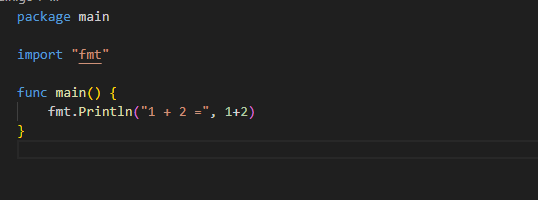 package main
import "fmt"
func main() {
fmt.Println("1 + 2 =", 1+2)
}